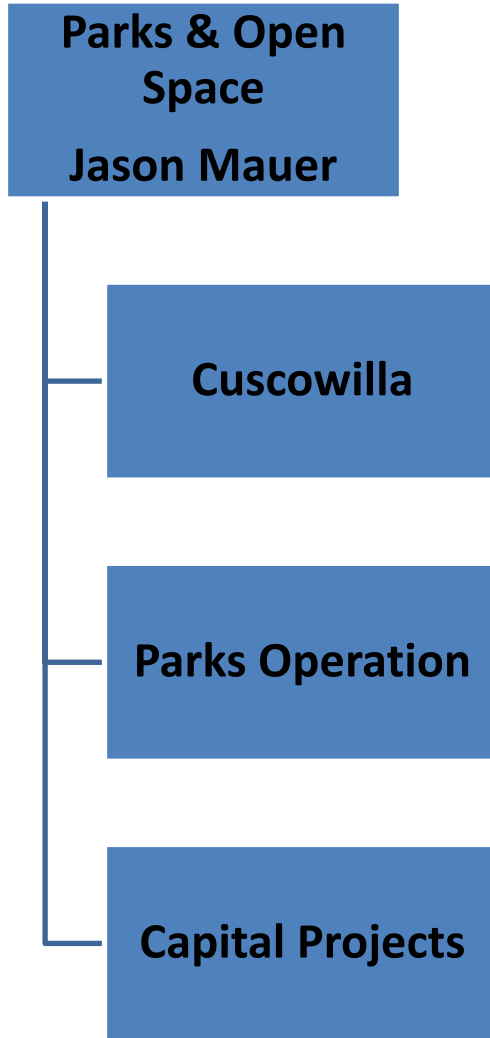 Parks & Open
Space
Jason Mauer
Cuscowilla
Parks Operation
Capital Projects